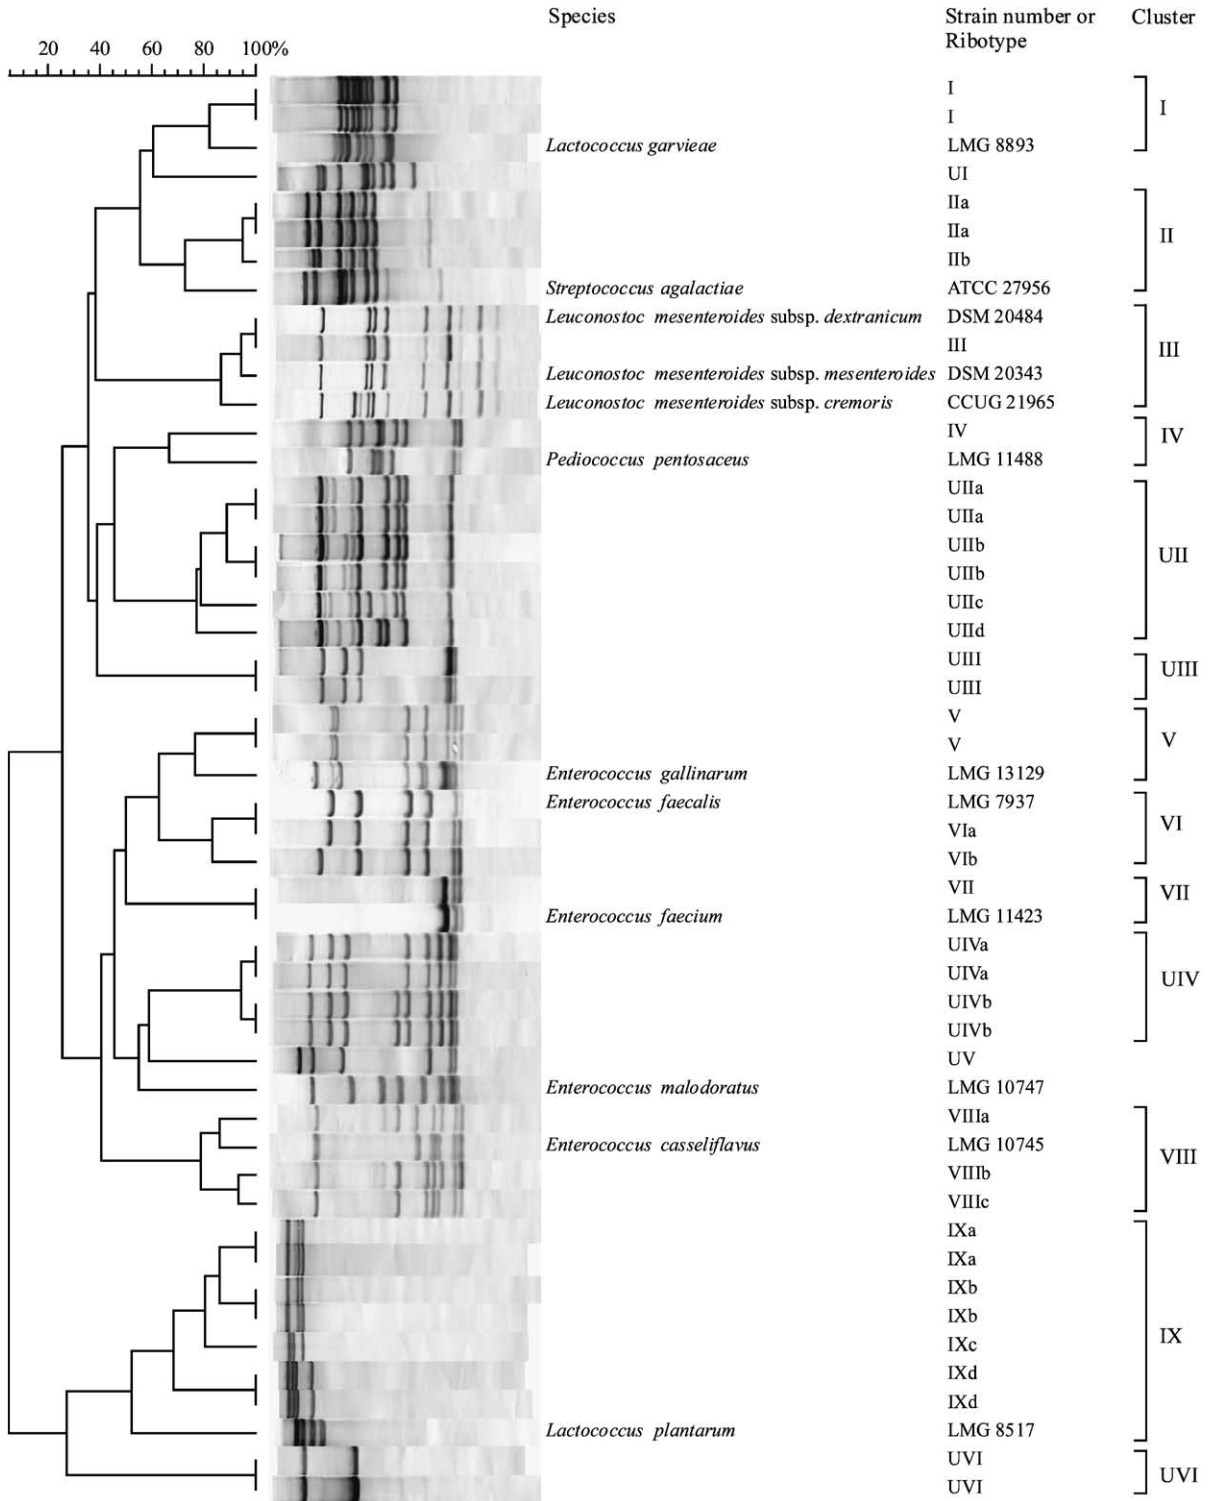 Species Strain number or Cluster
Ribotype
20 40 60 80 100%
I
I I
Lactococcus garvieae LMG 8893
UI
IIa
IIa II
IIb
Streptococcus agalactiae ATCC 27956
Leuconostoc mesenteroides subsp. dextranicum DSM 20484
III III
Leuconostoc mesenteroides subsp. mesenteroides DSM 20343
Leuconostoc mesenteroides subsp. cremoris CCUG 21965
IV IV
Pediococcus pentosaceus LMG 11488
UIIa
UIIa
UIIb UII
UIIb
UIIc
UIId
UIII UIII
UIII
V
V V
Enterococcus gallinarum LMG 13129
Enterococcus faecalis LMG 7937
VIa VI
VIb
VII VII
Enterococcus faecium LMG 11423
UIVa
UIVa UIV
UIVb
UIVb
UV
Enterococcus malodoratus LMG 10747
VIIIa
Enterococcus casseliflavus LMG 10745 VIII
VIIIb
VIIIc
IXa
IXa
IXb
IXb
IXc IX
IXd
IXd
Lactococcus plantarum LMG 8517
UVI UVI
UVI